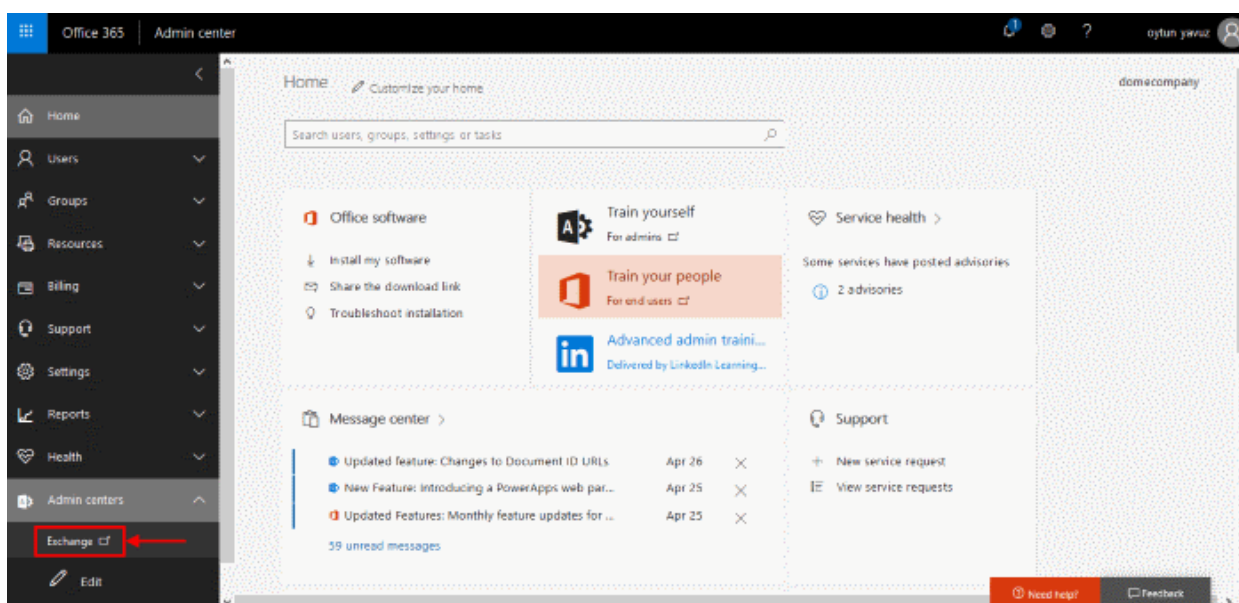 Office 365 Admin center
1
?
oytun yavuz
Home
Users
Groups
Resources
Billing
Support
Settings
Reports
Health
Admin centers
Exchange
Edit
Home
Customize your home
domecompany
Search users, groups, settings or tasks
Office software
Install my software
Share the download link
Troubleshoot installation
A
Train yourself
For admins
Train your people
For end users
in
Advanced admin traini...
Delivered by LinkedIn Learning...
Service health >
Some services have posted advisories
2 advisories
Message center >
Updated feature: Changes to Document ID URLs Apr 26
New Feature: Introducing a PowerApps web par... Apr 25
Updated Features: Monthly feature updates for ... Apr 25
59 unread messages
Support
New service request
View service requests
Need help?
Feedback